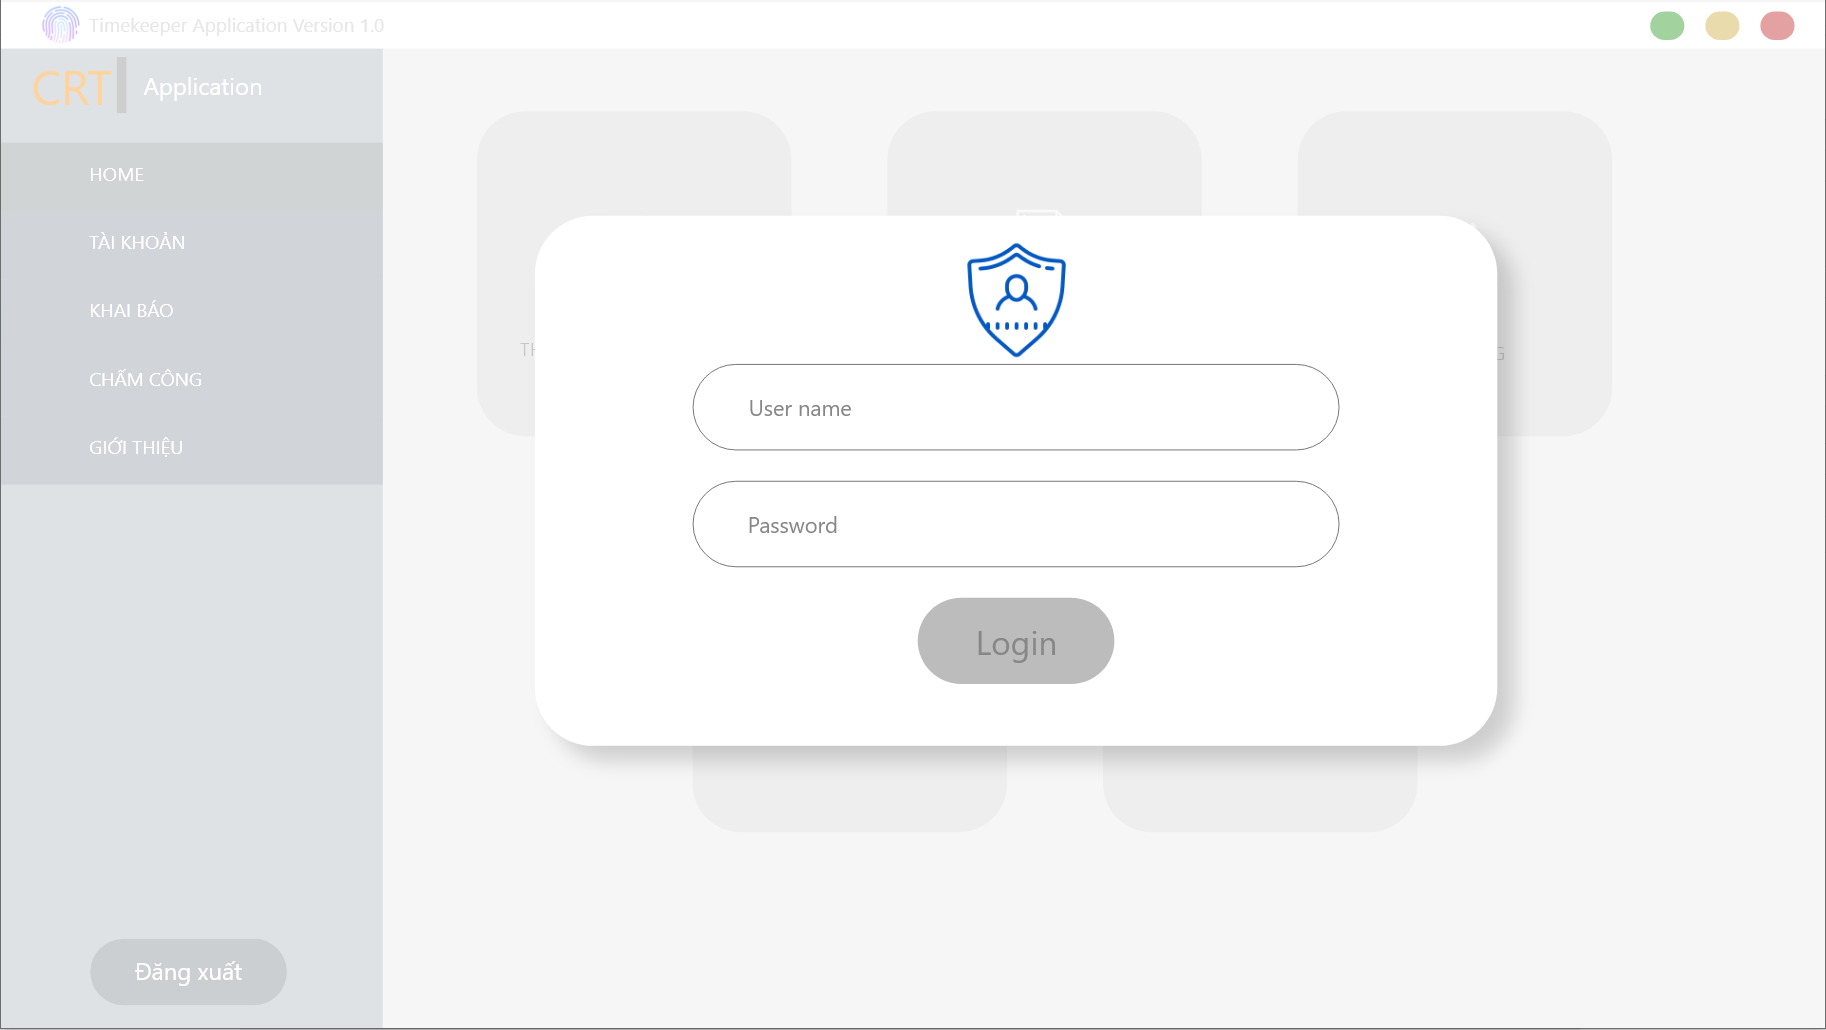 Timekeeper Application Version 1.0
CRT Application
HOME
TÀI KHOẢN
KHAI BÁO
CHẤM CÔNG
GIỚI THIỆU
User name
Password
Login
Đăng xuất